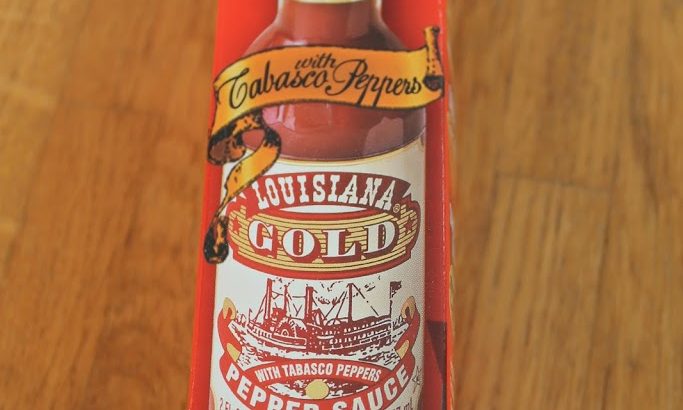 with
Tabasco Peppers
LOUISIANA®
GOLD
WITH TABASCO PEPPERS
PEPPER SAUCE